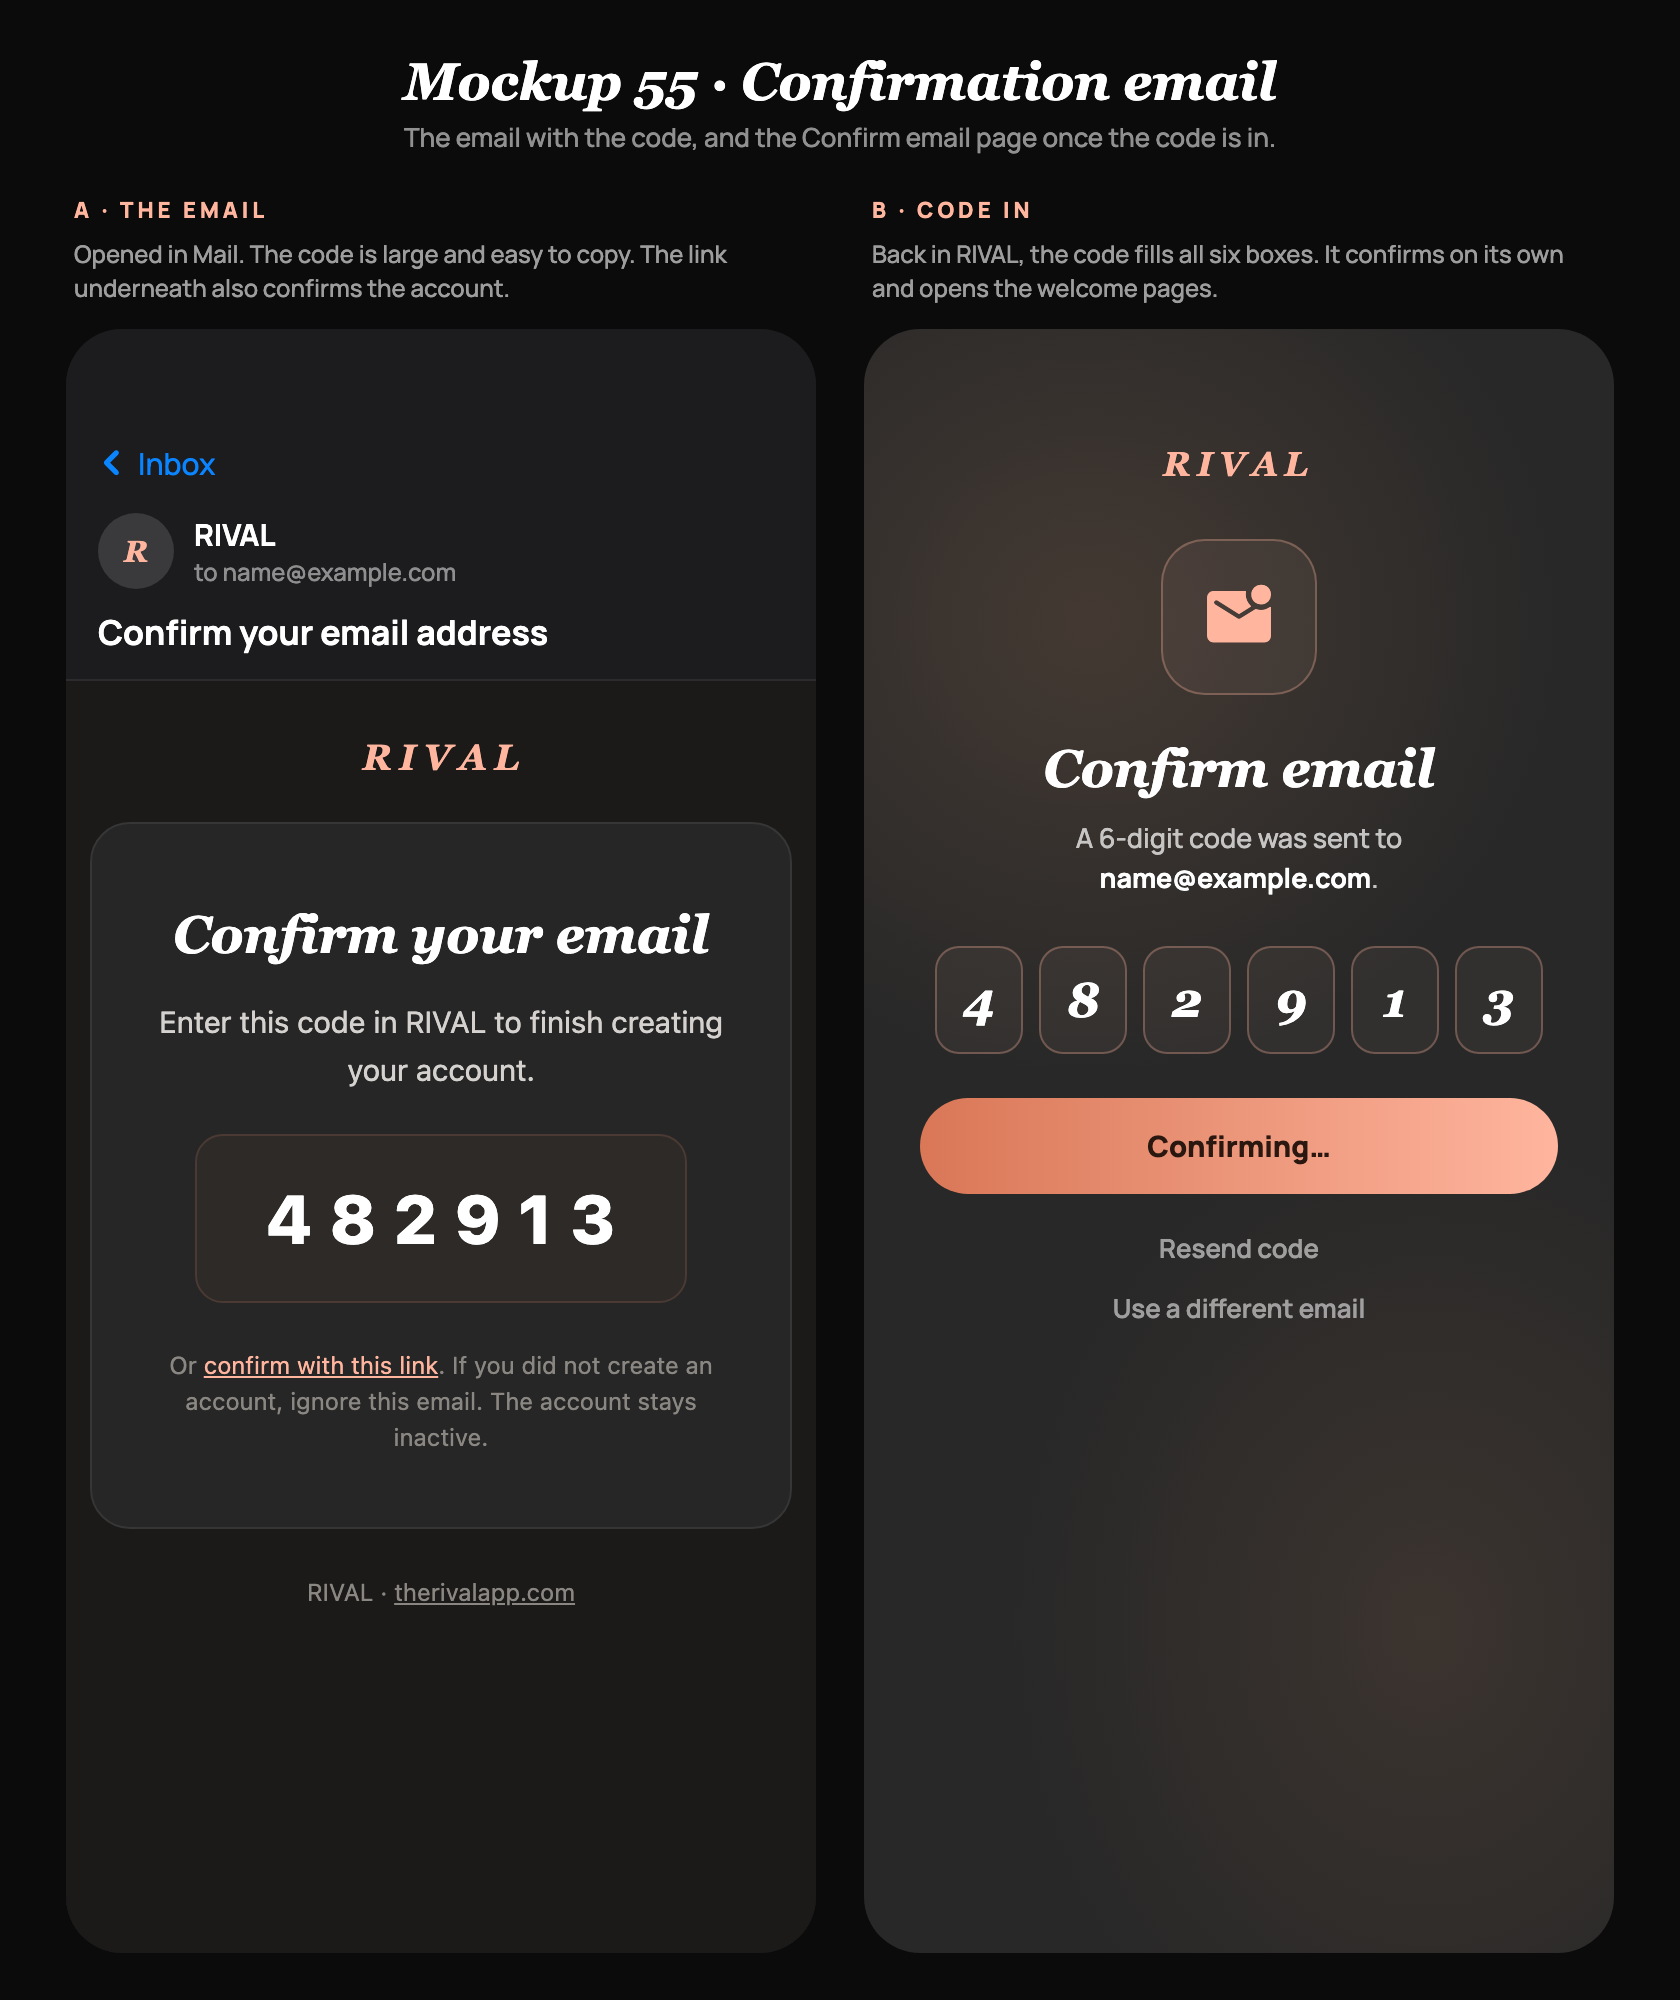 Mockup 55 · Confirmation email
The email with the code, and the Confirm email page once the code is in.
A · THE EMAIL
Opened in Mail. The code is large and easy to copy. The link
underneath also confirms the account.
Inbox
R
RIVAL
to name@example.com
Confirm your email address
RIVAL
Confirm your email
Enter this code in RIVAL to finish creating
your account.
482913
Or confirm with this link. If you did not create an
account, ignore this email. The account stays
inactive.
RIVAL · therivalapp.com
B · CODE IN
Back in RIVAL, the code fills all six boxes. It confirms on its own
and opens the welcome pages.
RIVAL
Confirm email
A 6-digit code was sent to
name@example.com.
4 8 2 9 1 3
Confirming...
Resend code
Use a different email